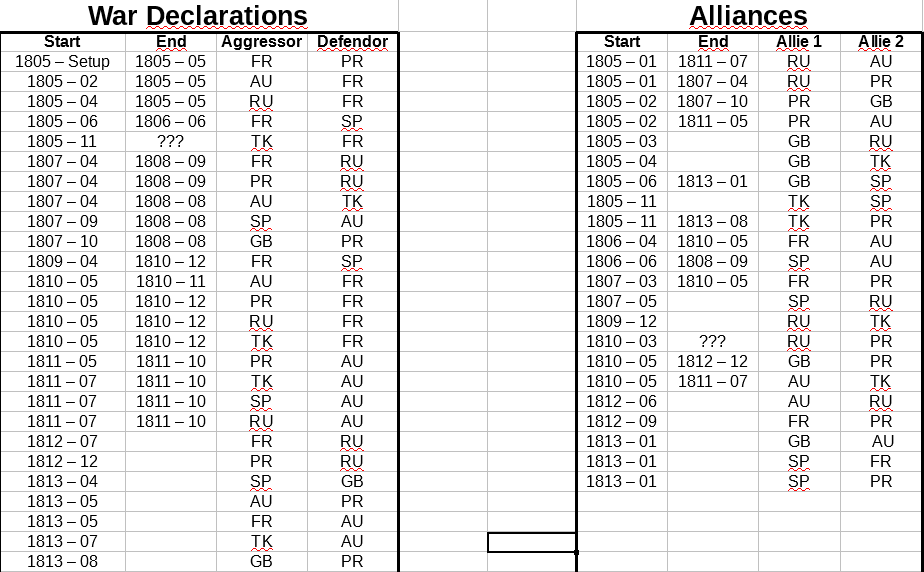 War Declarations Alliances
Start End Aggressor Defendor Start End Allie 1 Allie 2
1805 – Setup 1805 – 05 FR PR 1805 – 01 1811 – 07 RU AU
1805 – 02 1805 – 05 AU FR 1805 – 01 1807 – 04 RU PR
1805 – 04 1805 – 05 RU FR 1805 – 02 1807 – 10 PR GB
1805 – 06 1806 – 06 FR SP 1805 – 02 1811 – 05 PR AU
1805 – 11 ??? TK FR 1805 – 03 GB RU
1807 – 04 1808 – 09 FR RU 1805 – 04 GB TK
1807 – 04 1808 – 09 PR RU 1805 – 06 1813 – 01 GB SP
1807 – 04 1808 – 08 AU TK 1805 – 11 TK SP
1807 – 09 1808 – 08 SP AU 1805 – 11 1813 – 08 TK PR
1807 – 10 1808 – 08 GB PR 1806 – 04 1810 – 05 FR AU
1809 – 04 1810 – 12 FR SP 1806 – 06 1808 – 09 SP AU
1810 – 05 1810 – 11 AU FR 1807 – 03 1810 – 05 FR PR
1810 – 05 1810 – 12 PR FR 1807 – 05 SP RU
1810 – 05 1810 – 12 RU FR 1809 – 12 RU TK
1810 – 05 1810 – 12 TK FR 1810 – 03 ??? RU PR
1811 – 05 1811 – 10 PR AU 1810 – 05 1812 – 12 GB PR
1811 – 07 1811 – 10 TK AU 1810 – 05 1811 – 07 AU TK
1811 – 07 1811 – 10 SP AU 1812 – 06 AU RU
1811 – 07 1811 – 10 RU AU 1812 – 09 FR PR
1812 – 07 FR RU 1813 – 01 GB AU
1812 – 12 PR RU 1813 – 01 SP FR
1813 – 04 SP GB 1813 – 01 SP PR
1813 – 05 AU PR
1813 – 05 FR AU
1813 – 07 TK AU
1813 – 08 GB PR